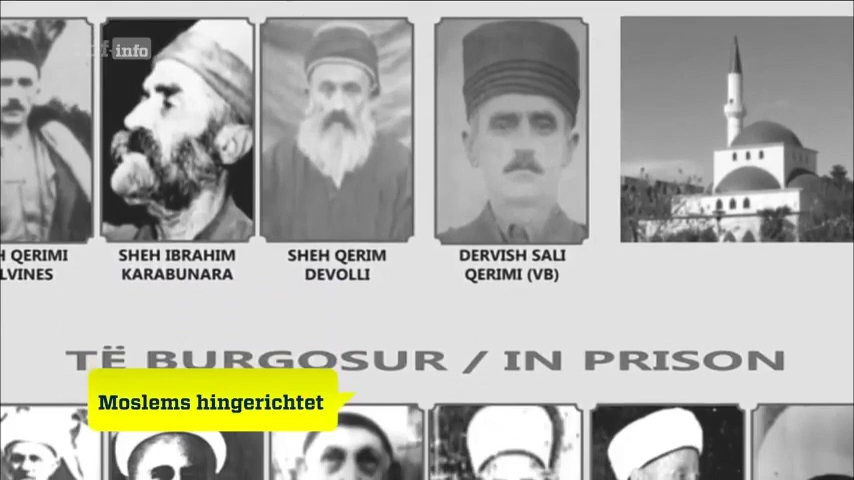 zdf-info
H QERIMI
LVINES
SHEH IBRAHIM
KARABUNARA
SHEH QERIM
DEVOLLI
DERVISH SALI
QERIMI (VB)
TË BURGOSUR / IN PRISON
Moslems hingerichtet